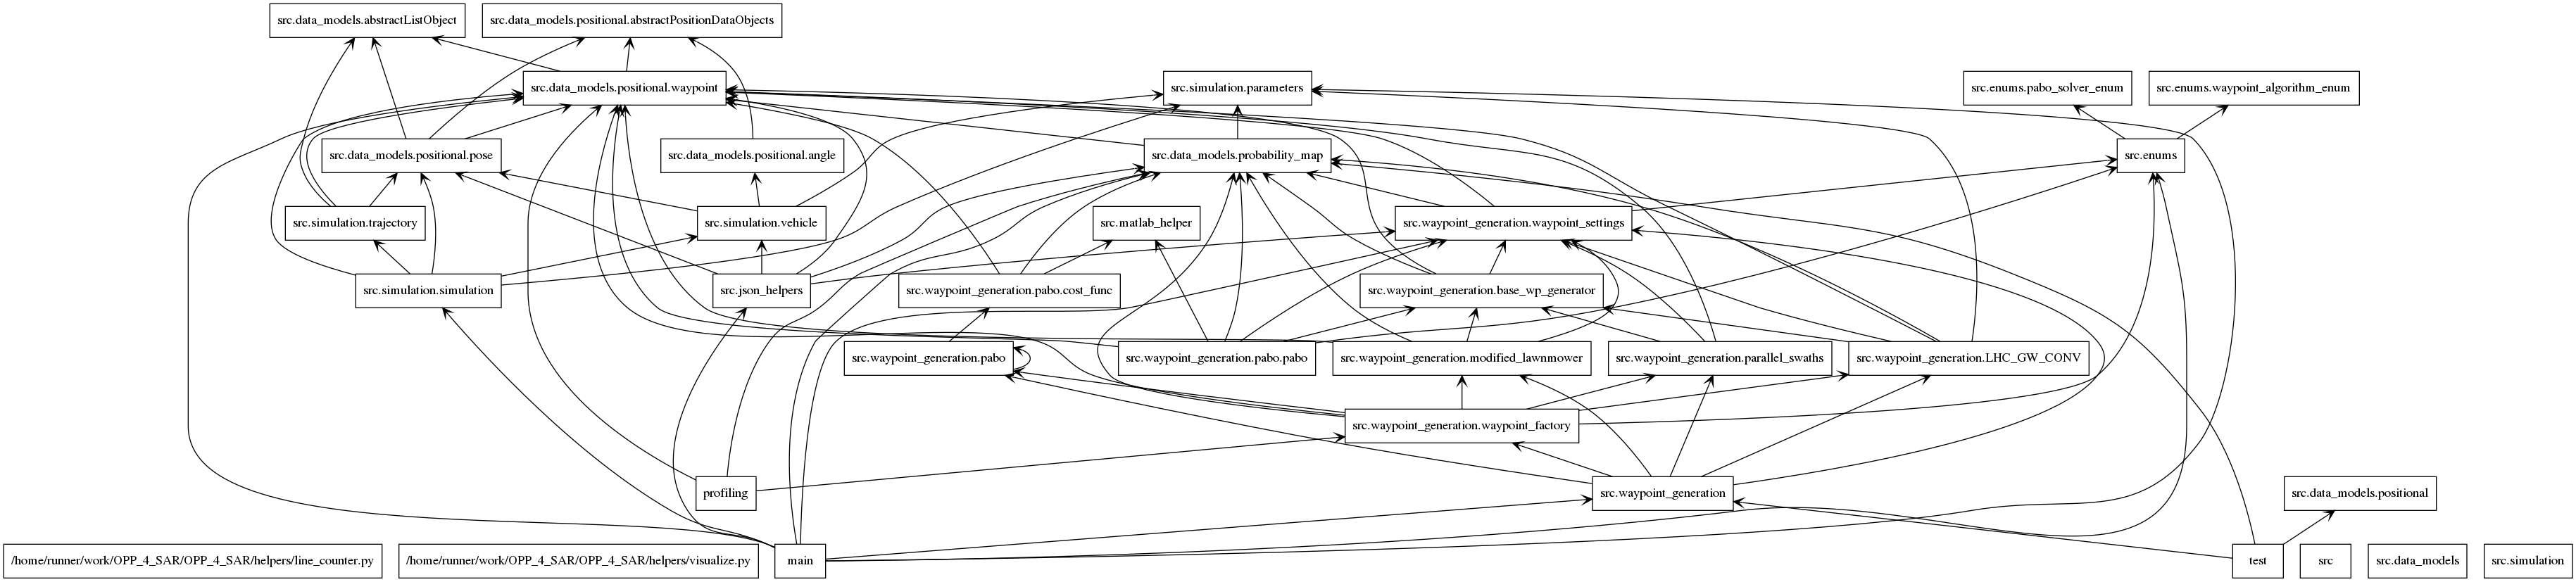 src.data_models.abstractListObject
src.data_models.positional.abstractPositionDataObjects
src.data_models.positional.waypoint
src.simulation.parameters
src.enums.pabo_solver_enum
src.enums.waypoint_algorithm_enum
src.data_models.positional.pose
src.data_models.positional.angle
src.data_models.probability_map
src.enums
src.simulation.trajectory
src.simulation.vehicle
src.matlab_helper
src.waypoint_generation.waypoint_settings
src.simulation.simulation
src.json_helpers
src.waypoint_generation.pabo.cost_func
src.waypoint_generation.base_wp_generator
src.waypoint_generation.pabo
src.waypoint_generation.pabo.pabo
src.waypoint_generation.modified_lawnmower
src.waypoint_generation.parallel_swaths
src.waypoint_generation.LHC_GW_CONV
src.waypoint_generation.waypoint_factory
profiling
src.waypoint_generation
src.data_models.positional
/home/runner/work/OPP_4_SAR/OPP_4_SAR/helpers/line_counter.py
/home/runner/work/OPP_4_SAR/OPP_4_SAR/helpers/visualize.py
main
test
src
src.data_models
src.simulation